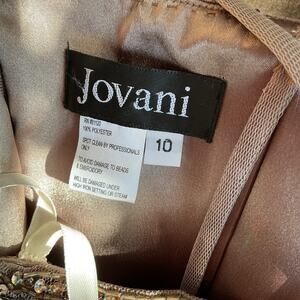 Jovani
100% POLYESTER
10
SPOT CLEAN BY PROFESSIONALS
ONLY
TO AVOID DAMAGE TO BEADS
& EMBROIDERY
WILL BE DAMAGED UNDER
HIGH IRON SETTING OR STEAM